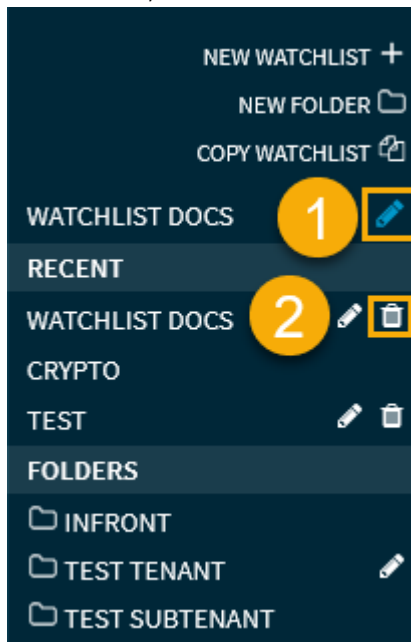 NEW WATCHLIST
NEW FOLDER
COPY WATCHLIST
WATCHLIST DOCS 1
RECENT
WATCHLIST DOCS 2
CRYPTO
TEST
FOLDERS
INFRONT
TEST TENANT
TEST SUBTENANT